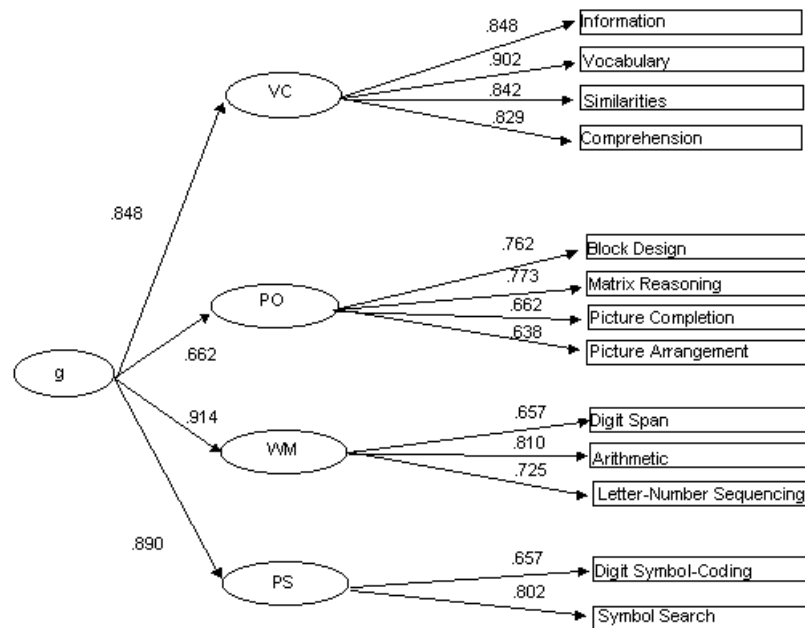 .848
Information
.902
Vocabulary
VC
.842
Similarities
.829
Comprehension
.848
.762
Block Design
.773
Matrix Reasoning
PO
.662
Picture Completion
.638
Picture Arrangement
.662
g
.914
.657
Digit Span
WM
.810
Arithmetic
.725
Letter-Number Sequencing
.890
.657
Digit Symbol-Coding
PS
.802
Symbol Search